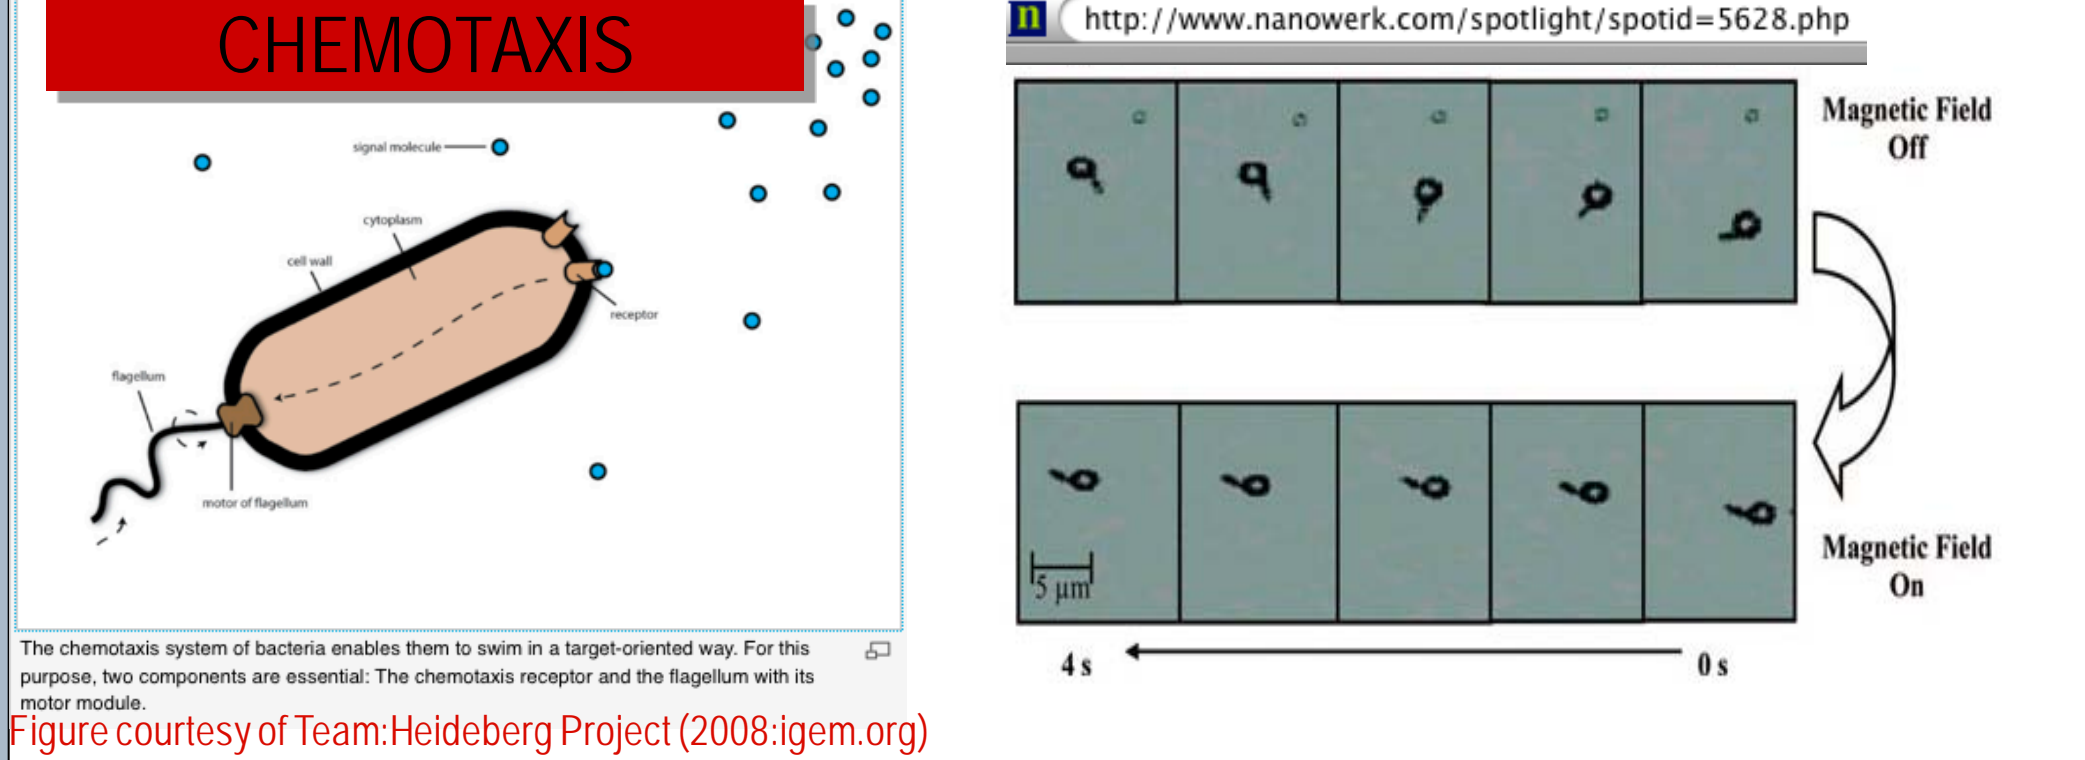 CHEMOTAXIS
signal molecule
cytoplasm
cell wall
receptor
flagellum
motor of flagellum
The chemotaxis system of bacteria enables them to swim in a target-oriented way. For this
purpose, two components are essential: The chemotaxis receptor and the flagellum with its
motor module.
Figure courtesy of Team:Heideberg Project (2008:igem.org)
n
http://www.nanowerk.com/spotlight/spotid=5628.php
Magnetic Field
Off
Magnetic Field
On
5 µm
4 s
0 s